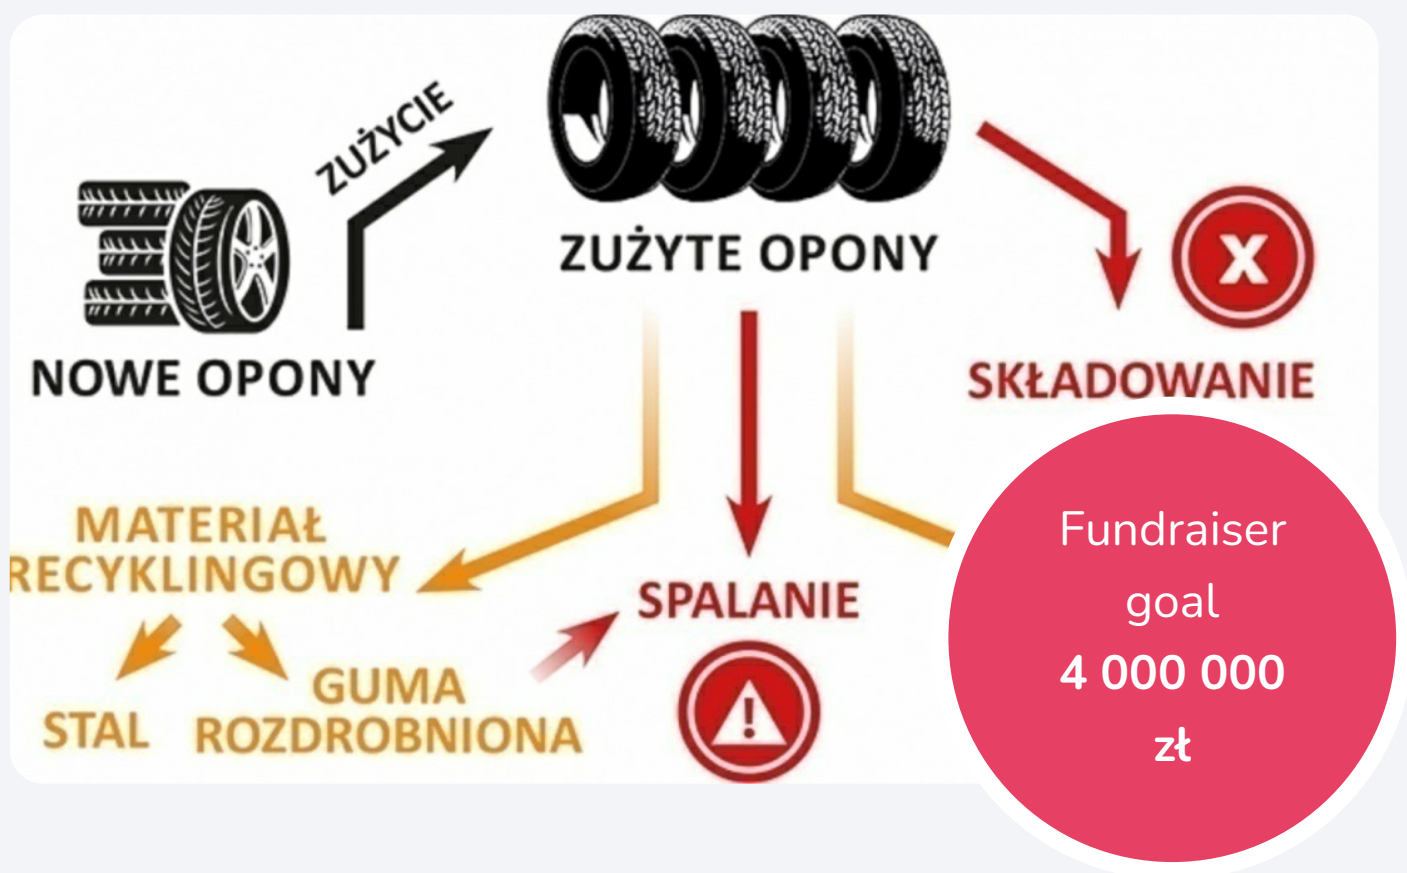 ZUŻYCIE
ZUŻYTE OPONY
X
NOWE OPONY
SKŁADOWANIE
MATERIAŁ
RECYKLINGOWY
SPALANIE
!
STAL
GUMA
ROZDROBNIONA
Fundraiser
goal
4 000 000
zł